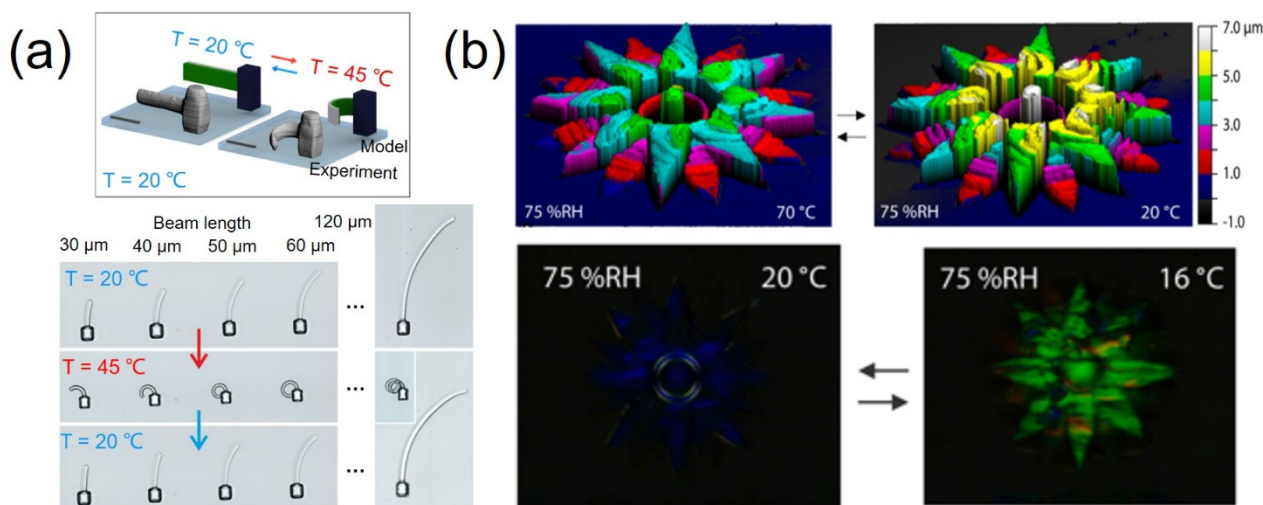 (a)
T = 20 ℃
T = 45 ℃
Model
Experiment
T = 20 ℃
Beam length
120 μm
30 μm
40 μm
50 μm
60 μm
T = 20 ℃
...
T = 45 ℃
...
T = 20 ℃
...
(b)
75 %RH
70 °C
75 %RH
20 °C
7.0 μm
5.0
3.0
1.0
-1.0
75 %RH
20 °C
75 %RH
16 °C